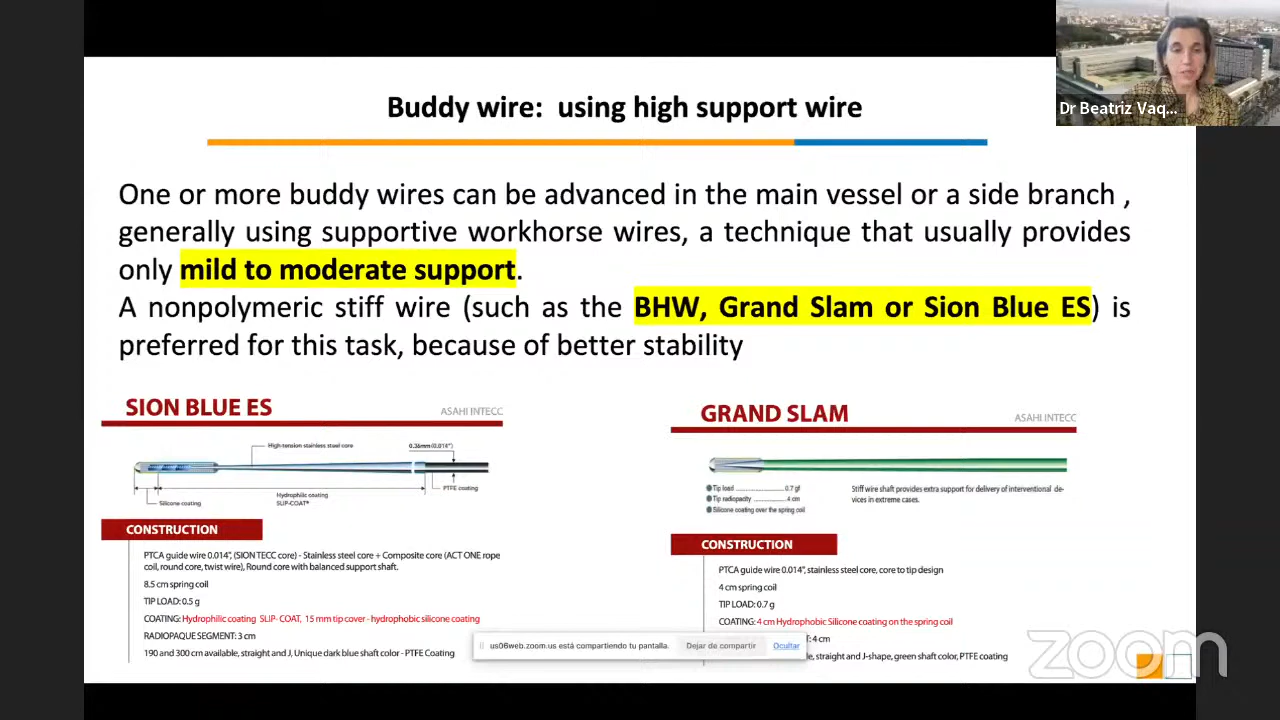 Buddy wire: using high support wire
Dr Beatriz Vaq...
One or more buddy wires can be advanced in the main vessel or a side branch ,
generally using supportive workhorse wires, a technique that usually provides
only mild to moderate support.
A nonpolymeric stiff wire (such as the BHW, Grand Slam or Sion Blue ES) is
preferred for this task, because of better stability
SION BLUE ES
ASAHI INTECC
High-tension stainless steel core
0.36mm (0.014")
PTFE coating
Hydrophilic coating
SLIP-COAT®
Silicone coating
CONSTRUCTION
PTCA guide wire 0.014", (SION TECC core) - Stainless steel core + Composite core (ACT ONE rope
coil, round core, twist wire), Round core with balanced support shaft.
8.5 cm spring coil
TIP LOAD: 0.5 g
COATING: Hydrophilic coating SLIP- COAT, 15 mm tip cover - hydrophobic silicone coating
RADIOPAQUE SEGMENT: 3 cm
190 and 300 cm available, straight and J, Unique dark blue shaft color - PTFE Coating
GRAND SLAM
ASAHI INTECC
Tip load 0.7 gf
Tip radiopacity 4 cm
Silicone coating over the spring coil
Stiff wire shaft provides extra support for delivery of interventional de-
vices in extreme cases.
CONSTRUCTION
PTCA guide wire 0.014", stainless steel core, core to tip design
4 cm spring coil
TIP LOAD: 0.7 g
COATING: 4 cm Hydrophobic Silicone coating on the spring coil
4 cm
straight and J-shape, green shaft color, PTFE coating
us06web.zoom.us está compartiendo tu pantalla. Dejar de compartir Ocultar
zoom